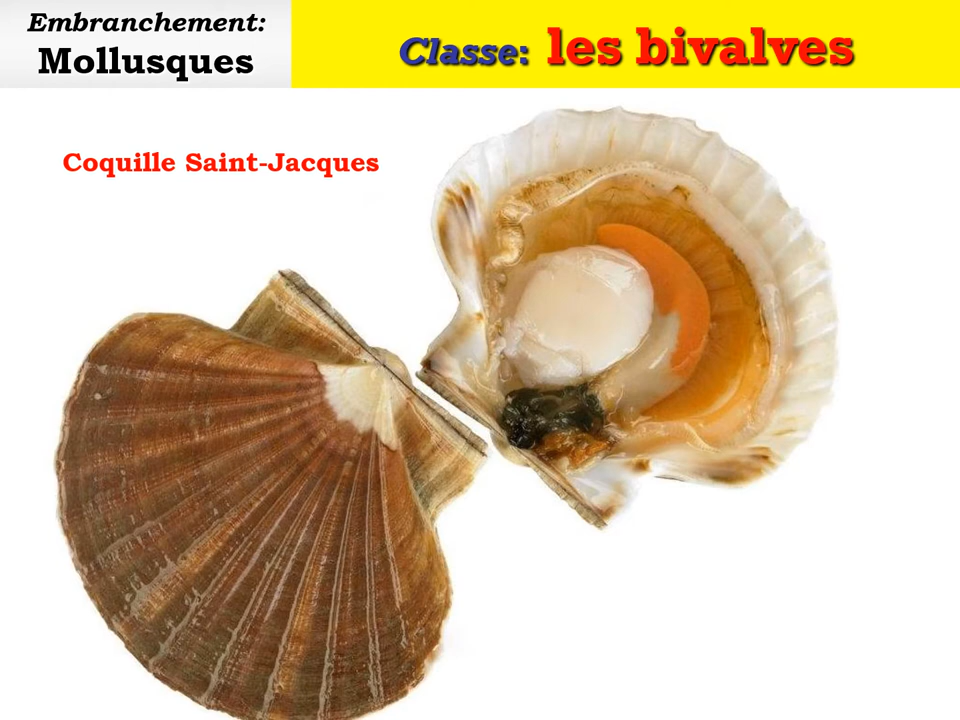 Embranchement:
Mollusques
Classe: les bivalves
Coquille Saint-Jacques